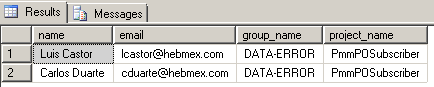 Results Messages
name email group_name project_name
1 Luis Castor lcastor@hebmex.com DATA-ERROR PmmPOSubscriber
2 Carlos Duarte cduarte@hebmex.com DATA-ERROR PmmPOSubscriber